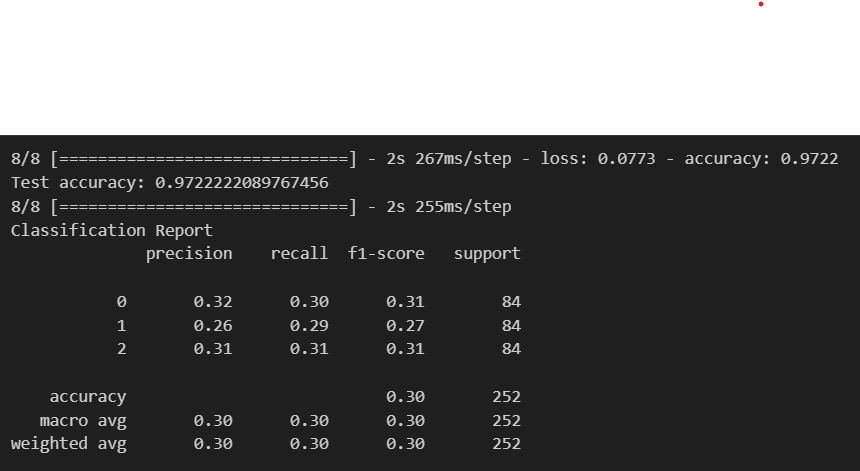 8/8 [==============================] - 2s 267ms/step - loss: 0.0773 - accuracy: 0.9722
Test accuracy: 0.9722222089767456
8/8 [==============================] - 2s 255ms/step
Classification Report
              precision    recall  f1-score   support

           0       0.32      0.30      0.31        84
           1       0.26      0.29      0.27        84
           2       0.31      0.31      0.31        84

    accuracy                           0.30       252
   macro avg       0.30      0.30      0.30       252
weighted avg       0.30      0.30      0.30       252